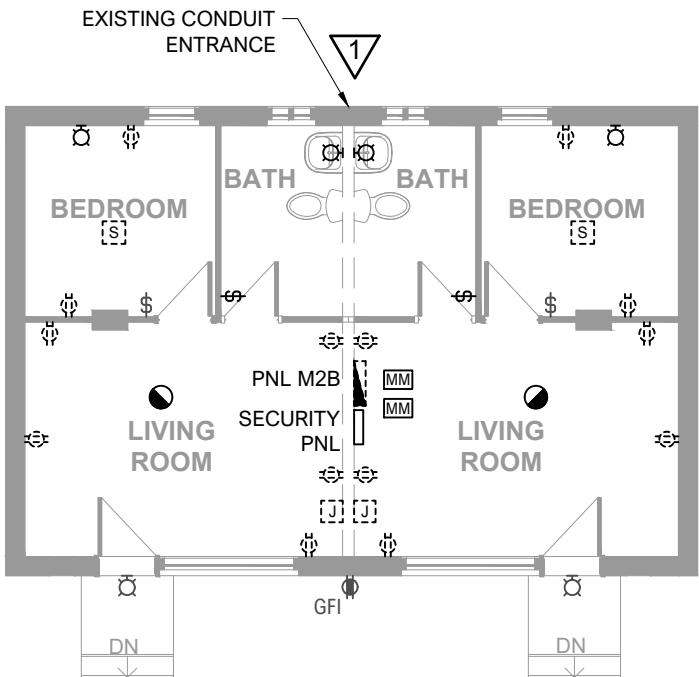 EXISTING CONDUIT
ENTRANCE
1
BATH
BATH
BEDROOM
BEDROOM
S
S
$
$
$
$
PNL M2B
MM
SECURITY
PNL
MM
LIVING
ROOM
LIVING
ROOM
J
J
GFI
DN
DN